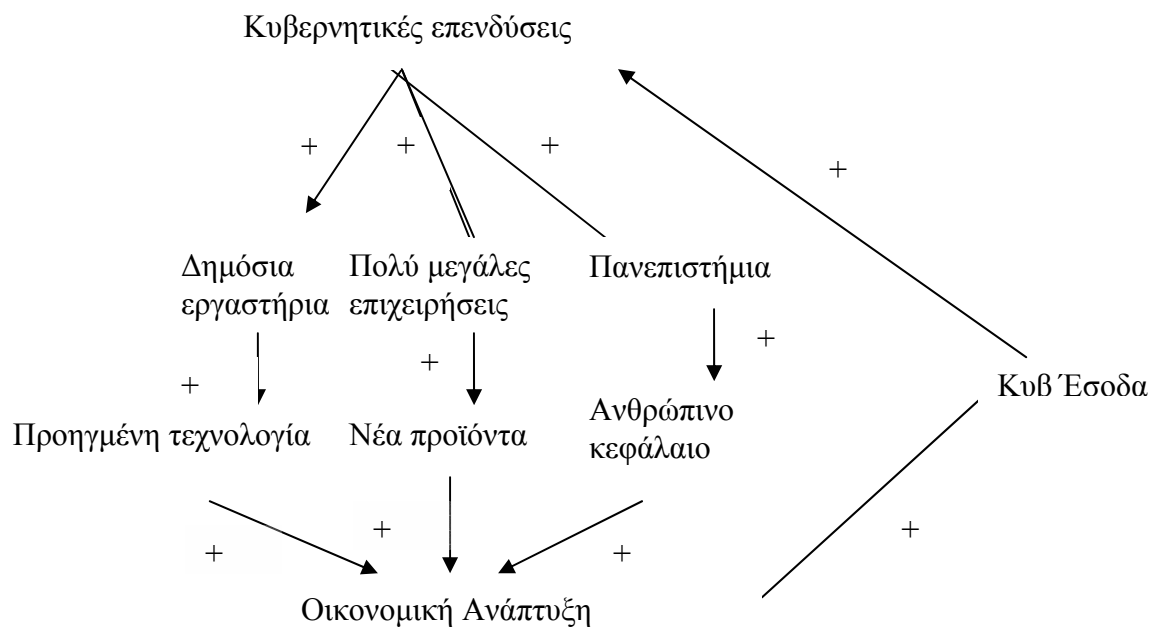 Κυβερνητικές επενδύσεις
+ + + +
Δημόσια εργαστήρια
Πολύ μεγάλες επιχειρήσεις
Πανεπιστήμια
+ + +
Κυβ Έσοδα
Προηγμένη τεχνολογία
Νέα προϊόντα
Ανθρώπινο κεφάλαιο
+ + + +
Οικονομική Ανάπτυξη